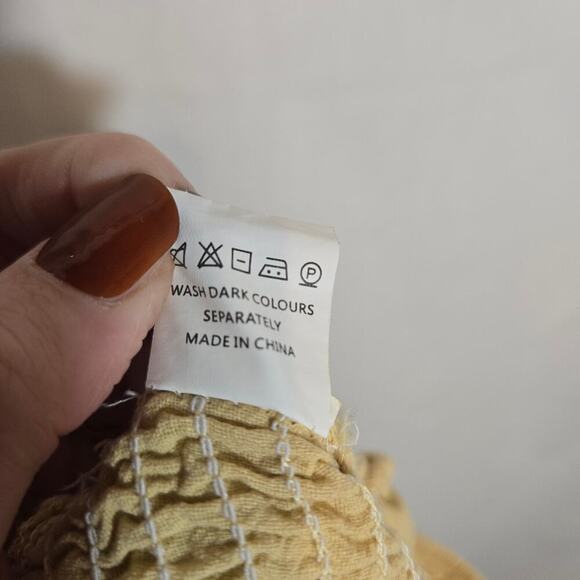 P
WASH DARK COLOURS
SEPARATELY
MADE IN CHINA